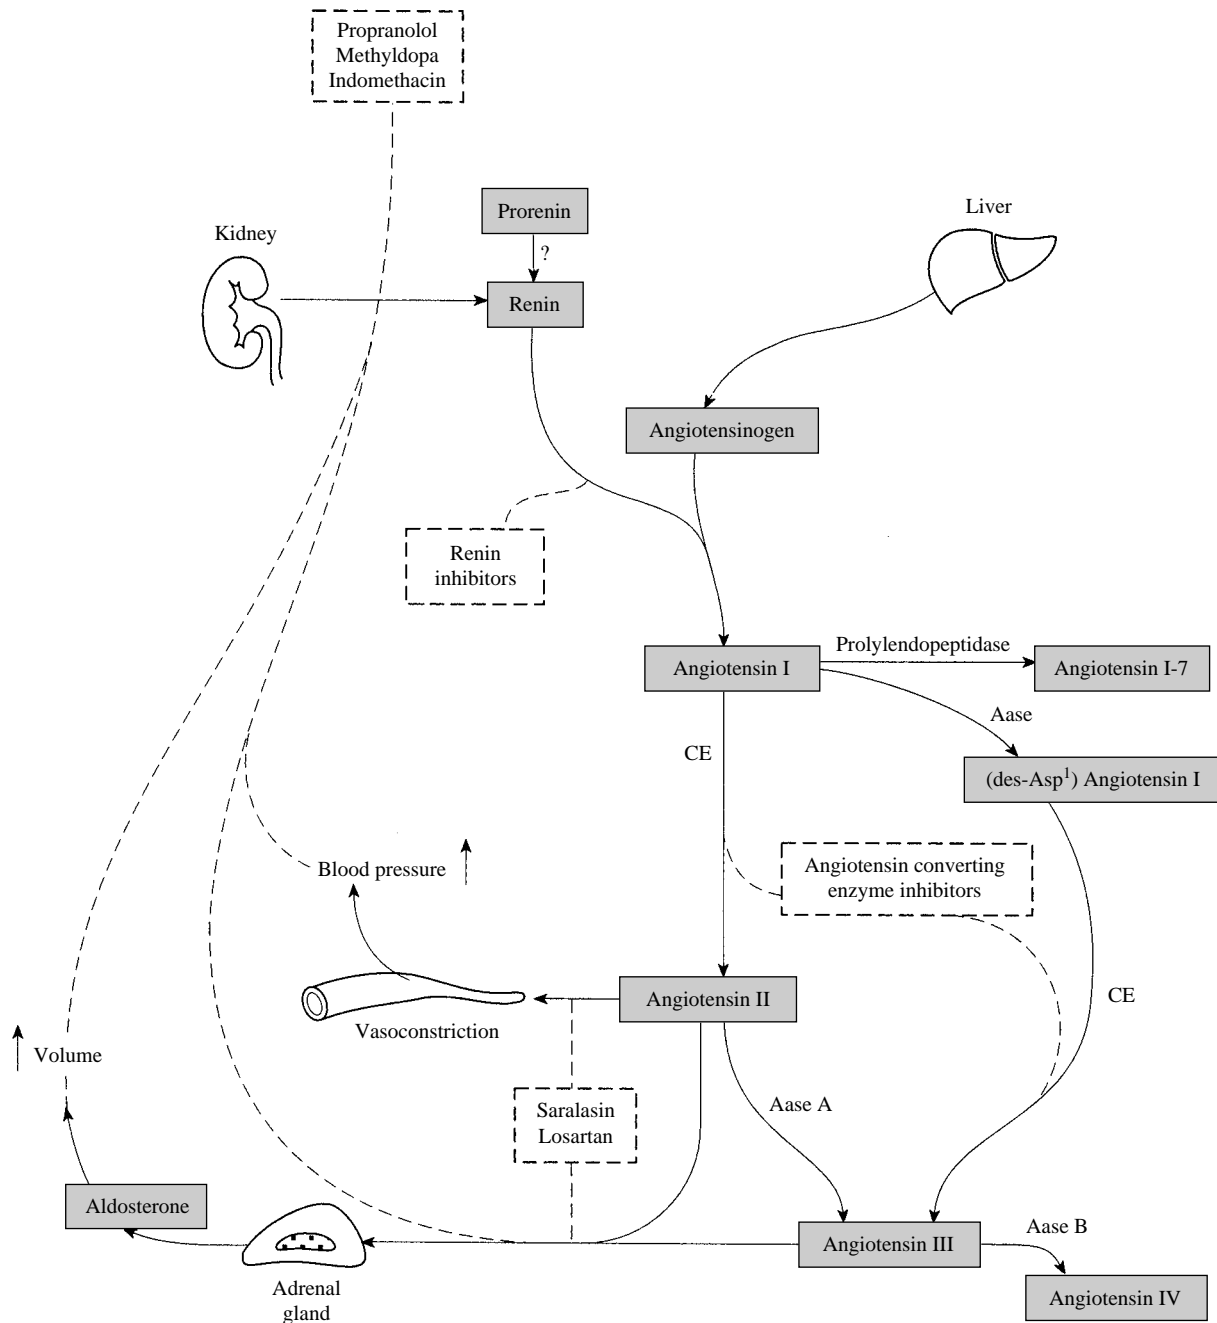 Propranolol
Methyldopa
Indomethacin
Prorenin
Liver
Kidney
?
Renin
Angiotensinogen
Renin
inhibitors
Prolylendopeptidase
Angiotensin I
Angiotensin I-7
Aase
CE
(des-Asp¹) Angiotensin I
Blood pressure
Angiotensin converting
enzyme inhibitors
Angiotensin II
CE
Vasoconstriction
Volume
Saralasin
Losartan
Aase A
Aldosterone
Aase B
Angiotensin III
Adrenal
gland
Angiotensin IV